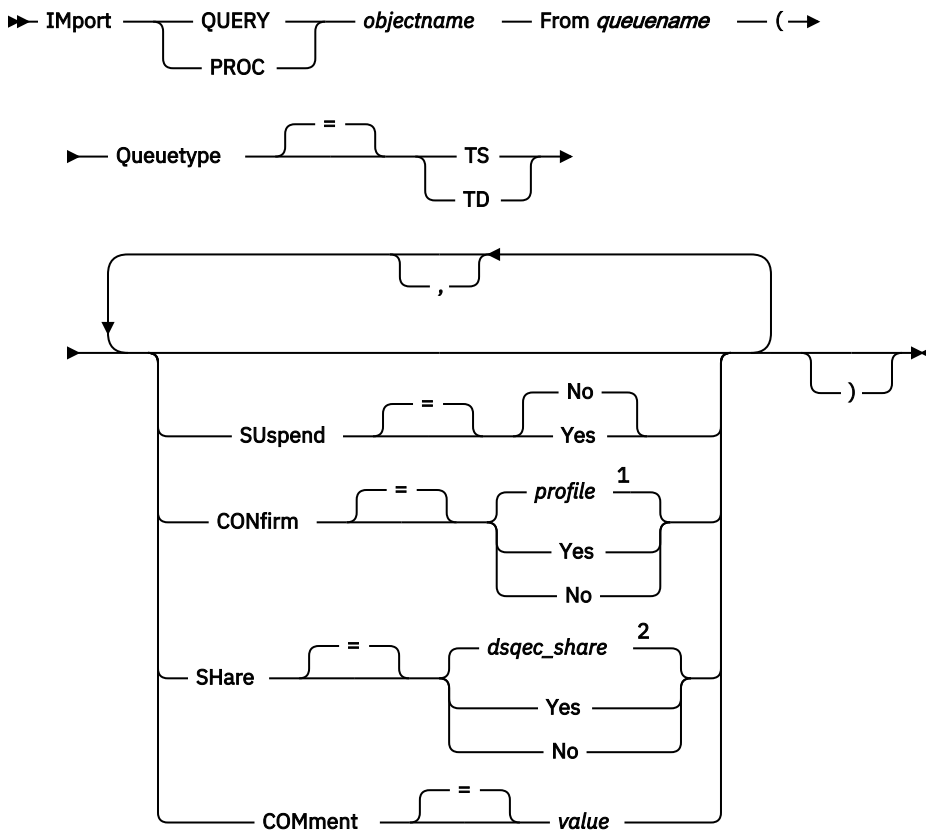 IMport QUERY objectname From queuename (
PROC
=
Queuetype TS
TD
,
)
No
=
SUspend Yes
profile 1
=
CONfirm Yes
No
dsqec_share 2
=
SHare Yes
No
=
COMment value